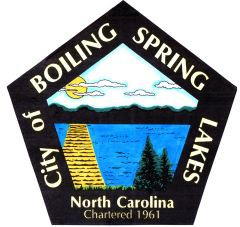 City of BOILING SPRING LAKES
North Carolina
Chartered 1961